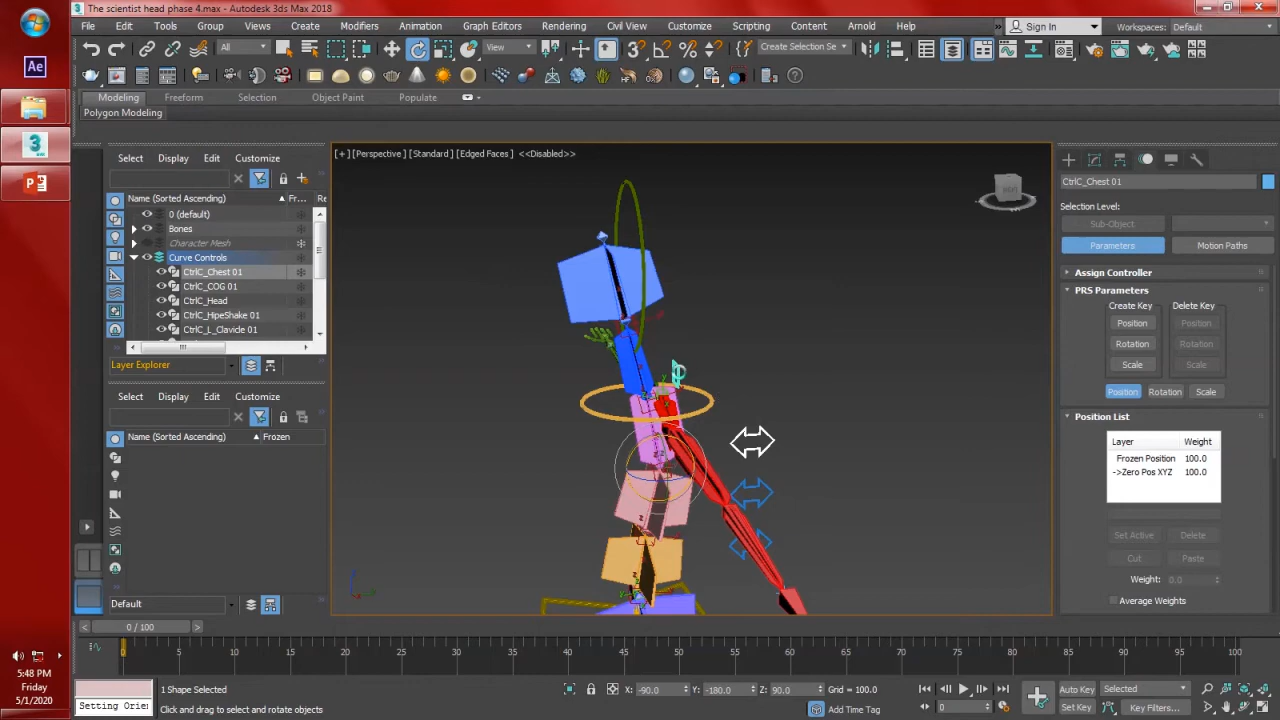 The scientist head phase 4.max - Autodesk 3ds Max 2018
File Edit Tools Group Views Create Modifiers Animation Graph Editors Rendering Civil View Customize Scripting Content Arnold Help » Sign In Workspaces: Default
All View Create Selection Se
Ae
Modeling Freeform Selection Object Paint Populate
Polygon Modeling
3
P
Select Display Edit Customize
Name (Sorted Ascending) Fr... Re
0 (default)
Bones
Character Mesh
Curve Controls
CtrlC_Chest 01
CtrlC_COG 01
CtrlC_Head
CtrlC_HipeShake 01
CtrlC_L_Clavide 01
Layer Explorer
Select Display Edit Customize
Name (Sorted Ascending) Frozen
Default
[+] [Perspective] [Standard] [Edged Faces] <<Disabled>>
CtrlC_Chest 01
Selection Level:
Sub-Object
Parameters Motion Paths
Assign Controller
PRS Parameters
Create Key Delete Key
Position Position
Rotation Rotation
Scale Scale
Position Rotation Scale
Position List
Layer Weight
Frozen Position 100.0
->Zero Pos XYZ 100.0
Set Active Delete
Cut Paste
Weight: 0.0
Average Weights
< 0 / 100 >
0 5 10 15 20 25 30 35 40 45 50 55 60 65 70 75 80 85 90 95 100
5:48 PM
Friday
5/1/2020
1 Shape Selected X: -90.0 Y: -180.0 Z: 90.0 Grid = 100.0 Auto Key Selected
Setting Orie: Click and drag to select and rotate objects Add Time Tag 0 Set Key Key Filters...